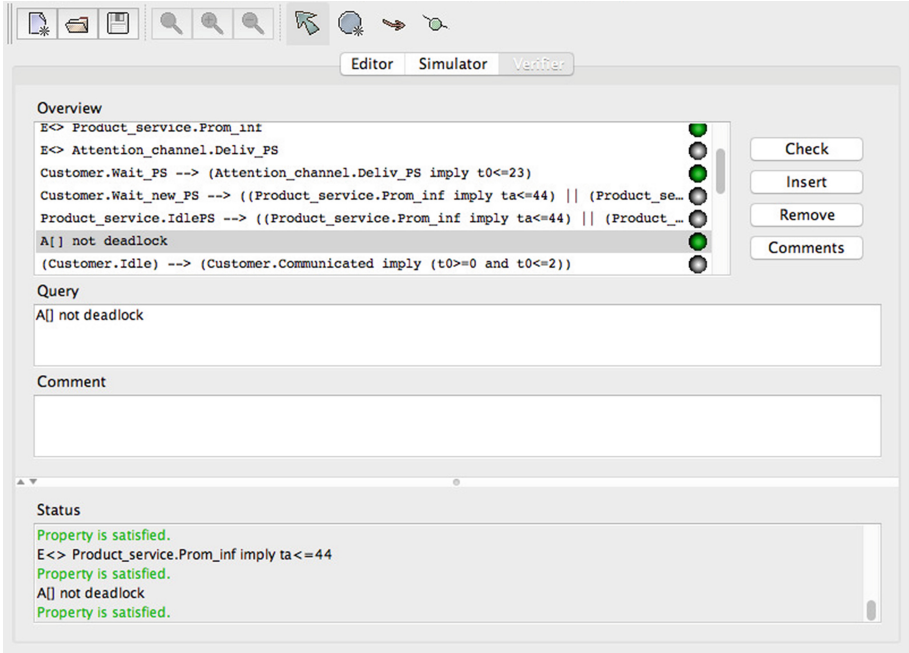 Editor Simulator Verifier
Overview
E<> Product_service.Prom_inf
E<> Attention_channel.Deliv_PS
Customer.Wait_PS --> (Attention_channel.Deliv_PS imply t0<=23)
Customer.Wait_new_PS --> ((Product_service.Prom_inf imply ta<=44) || (Product_se...
Product_service.IdlePS --> ((Product_service.Prom_inf imply ta<=44) || (Product_...
A[] not deadlock
(Customer.Idle) --> (Customer.Communicated imply (t0>=0 and t0<=2))
Check
Insert
Remove
Comments
Query
A[] not deadlock
Comment
Status
Property is satisfied.
E<> Product_service.Prom_inf imply ta<=44
Property is satisfied.
A[] not deadlock
Property is satisfied.